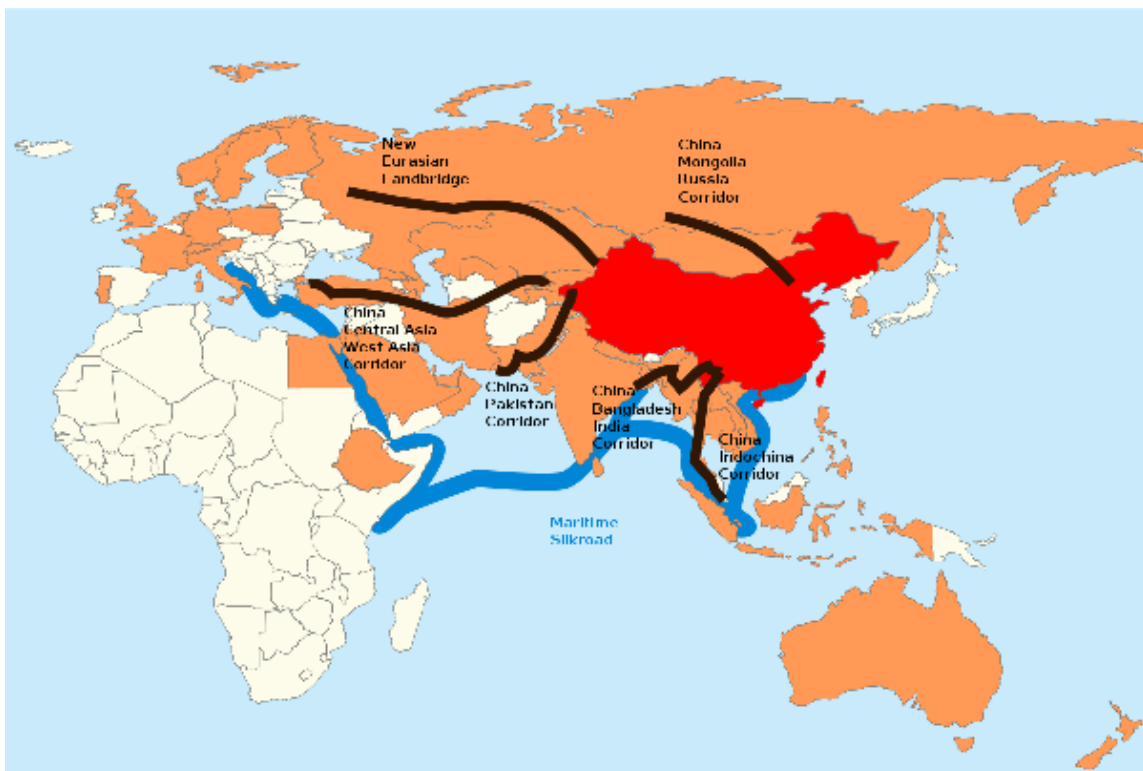 New
Eurasian
Landbridge
China
Mongolia
Russia
Corridor
China
Central Asia
West Asia
Corridor
China
Pakistan
Corridor
China
Bangladesh
India
Corridor
China
Indochina
Corridor
Maritime
Silkroad